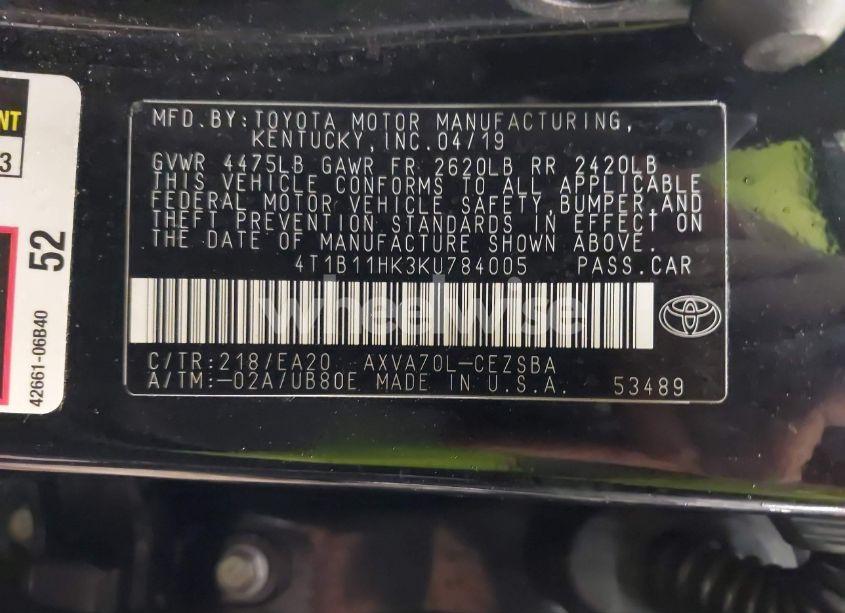 NT
3
52
42661-06B40
MFD.BY:TOYOTA MOTOR MANUFACTURING,
KENTUCKY, INC.04/19
GVWR 4475LB GAWR FR 2620LB RR 2420LB
THIS VEHICLE CONFORMS TO ALL APPLICABLE
FEDERAL MOTOR VEHICLE SAFETY,BUMPER,AND
THEFT PREVENTION STANDARDS IN EFFECT ON
THE DATE OF MANUFACTURE SHOWN ABOVE.
4T1B11HK3KU784005 PASS.CAR
wheelwise
C/TR:218/EA20 AXVA70L-CEZSBA
A/TM:-02A/UB80E MADE IN U.S.A. 53489